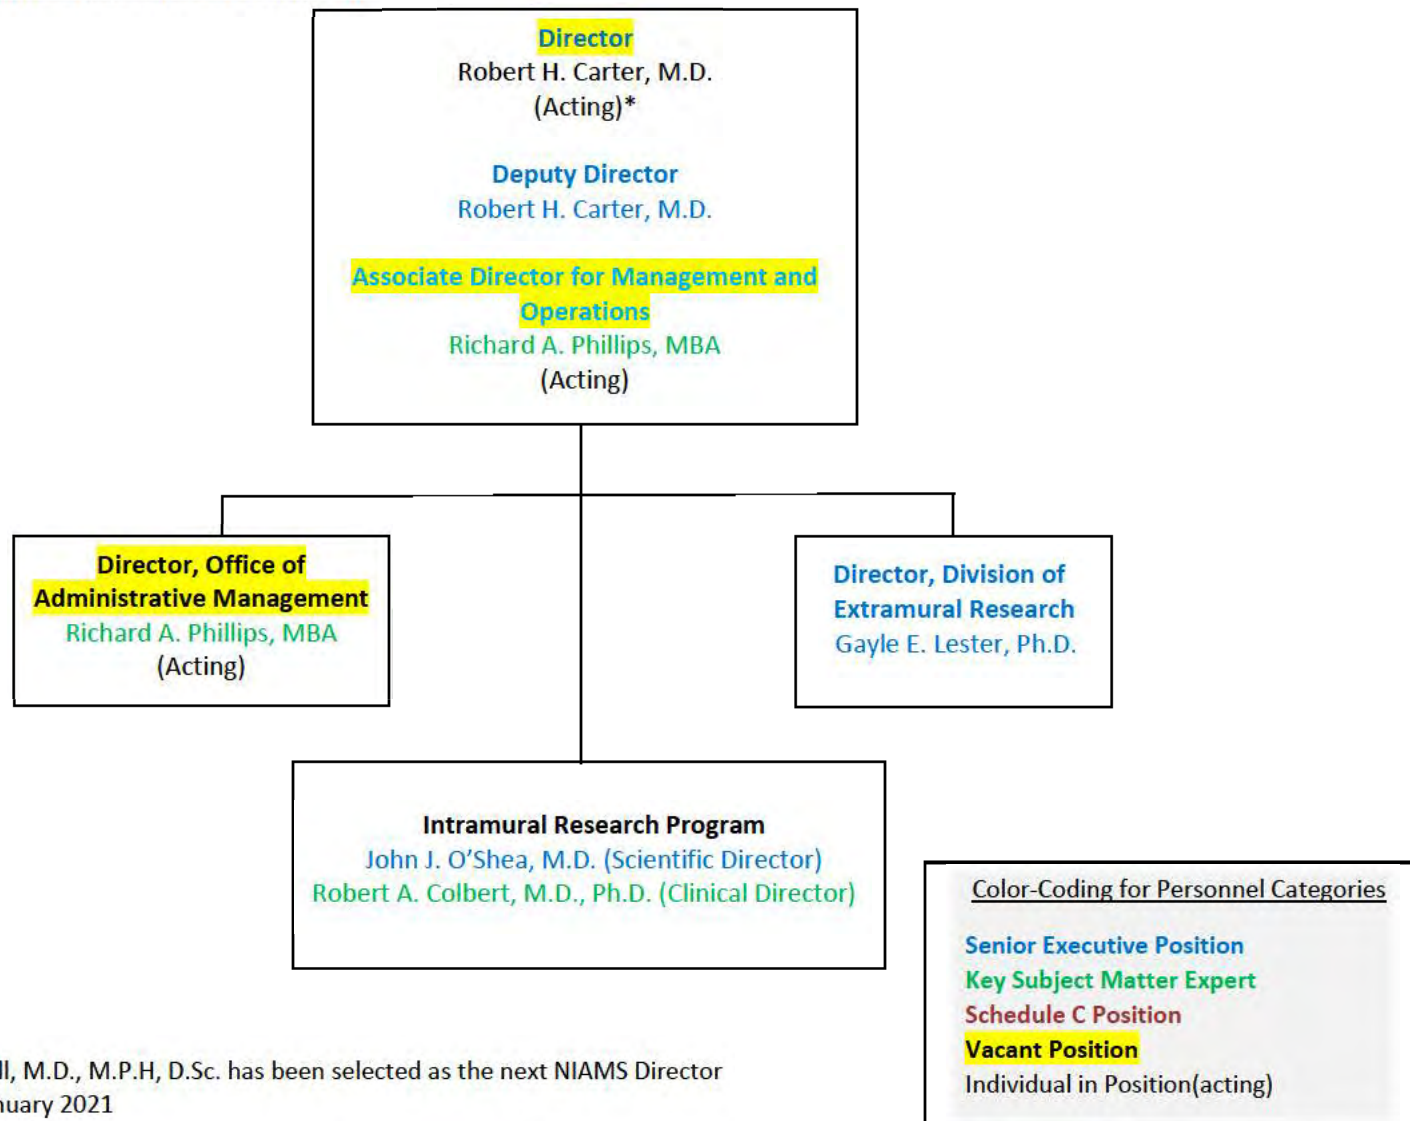 Director
Robert H. Carter, M.D.
(Acting)*
Deputy Director
Robert H. Carter, M.D.
Associate Director for Management and
Operations
Richard A. Phillips, MBA
(Acting)
Director, Office of
Administrative Management
Richard A. Phillips, MBA
(Acting)
Director, Division of
Extramural Research
Gayle E. Lester, Ph.D.
Intramural Research Program
John J. O'Shea, M.D. (Scientific Director)
Robert A. Colbert, M.D., Ph.D. (Clinical Director)
Color-Coding for Personnel Categories
Senior Executive Position
Key Subject Matter Expert
Schedule C Position
Vacant Position
Individual in Position(acting)
M.D., M.P.H, D.Sc. has been selected as the next NIAMS Director
2021